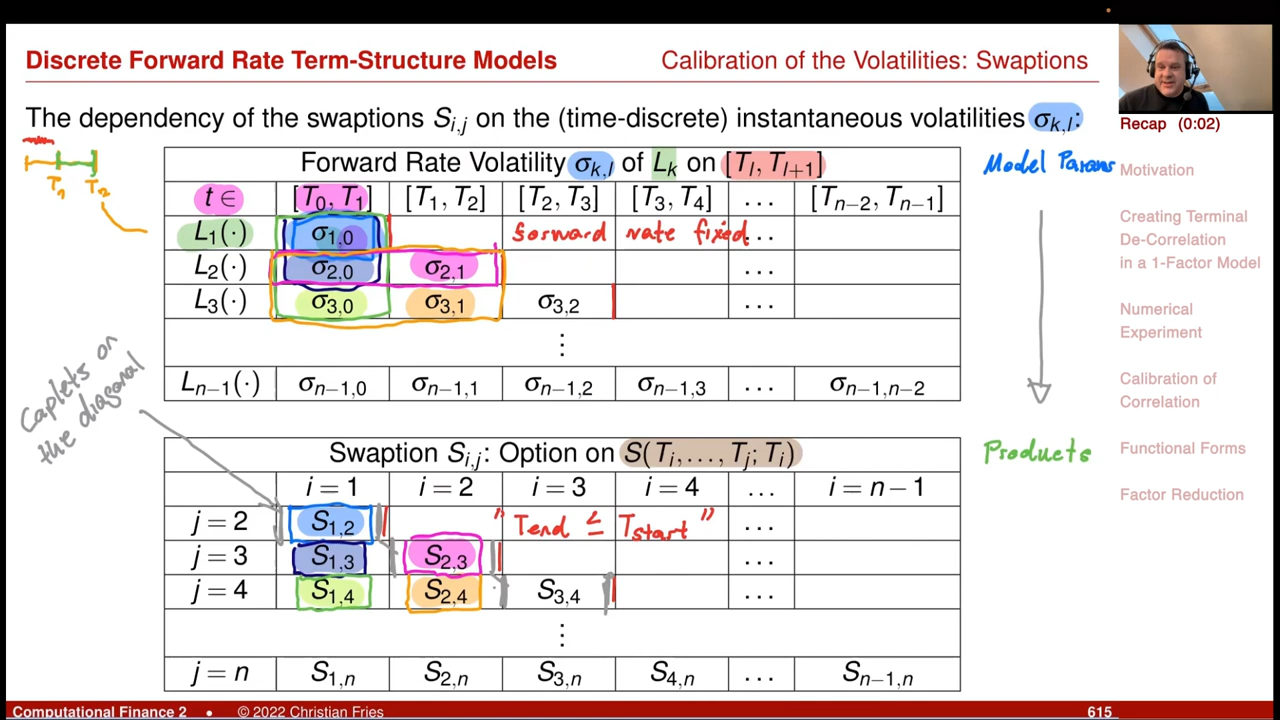 Discrete Forward Rate Term-Structure Models
Calibration of the Volatilities: Swaptions
The dependency of the swaptions S_{i,j} on the (time-discrete) instantaneous volatilities σ_{k,l}:
T_1 T_2
Model Params
Forward Rate Volatility σ_{k,l} of L_k on [T_l, T_{l+1}]
t ∈ [T_0, T_1] [T_1, T_2] [T_2, T_3] [T_3, T_4] … [T_{n−2}, T_{n−1}]
L_1(·) σ_{1,0} forward rate fixed …
L_2(·) σ_{2,0} σ_{2,1} …
L_3(·) σ_{3,0} σ_{3,1} σ_{3,2} …
⋮
L_{n−1}(·) σ_{n−1,0} σ_{n−1,1} σ_{n−1,2} σ_{n−1,3} … σ_{n−1,n−2}
Caplets on
the diagonal
Products
Swaption S_{i,j}: Option on S(T_i,…,T_j;T_i)
i = 1 i = 2 i = 3 i = 4 … i = n − 1
j = 2 S_{1,2} " Tend ≤ Tstart " …
j = 3 S_{1,3} S_{2,3} …
j = 4 S_{1,4} S_{2,4} S_{3,4} …
⋮
j = n S_{1,n} S_{2,n} S_{3,n} S_{4,n} … S_{n−1,n}
Recap (0:02)
Motivation
Creating Terminal
De-Correlation
in a 1-Factor Model
Numerical
Experiment
Calibration of
Correlation
Functional Forms
Factor Reduction
Computational Finance 2 • © 2022 Christian Fries 615